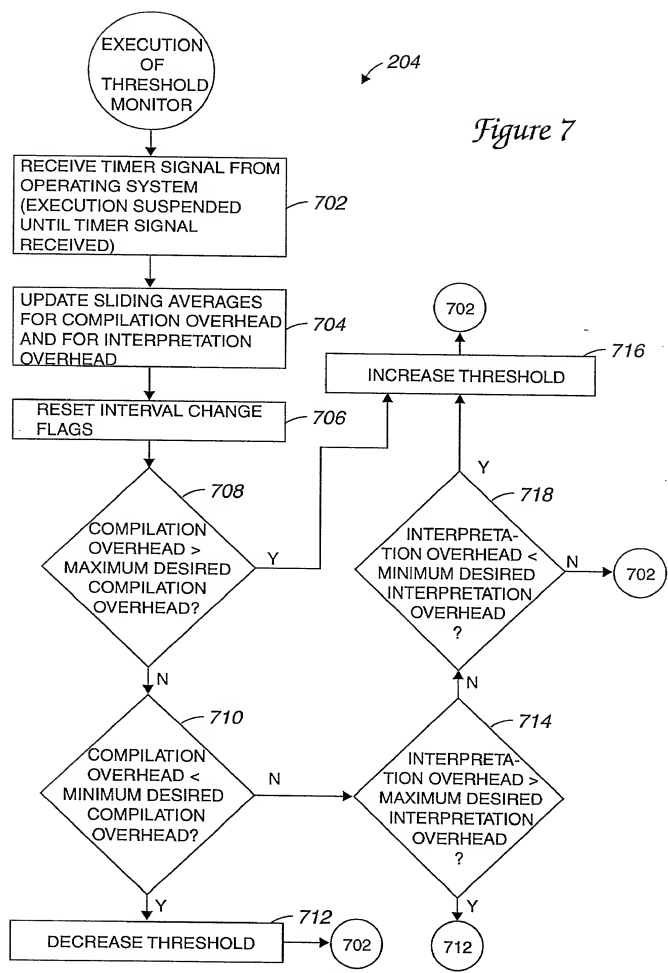 EXECUTION
OF
THRESHOLD
MONITOR
204
Figure 7
RECEIVE TIMER SIGNAL FROM
OPERATING SYSTEM
(EXECUTION SUSPENDED
UNTIL TIMER SIGNAL
RECEIVED)
702
UPDATE SLIDING AVERAGES
FOR COMPILATION OVERHEAD
AND FOR INTERPRETATION
OVERHEAD
704
RESET INTERVAL CHANGE
FLAGS
706
708
COMPILATION
OVERHEAD >
MAXIMUM DESIRED
COMPILATION
OVERHEAD?
Y
N
710
COMPILATION
OVERHEAD <
MINIMUM DESIRED
COMPILATION
OVERHEAD?
N
Y
712
DECREASE THRESHOLD
702
702
716
INCREASE THRESHOLD
Y
718
INTERPRETA-
TION OVERHEAD <
MINIMUM DESIRED
INTERPRETATION
OVERHEAD
?
N
702
N
714
INTERPRETA-
TION OVERHEAD >
MAXIMUM DESIRED
INTERPRETATION
OVERHEAD
?
Y
712